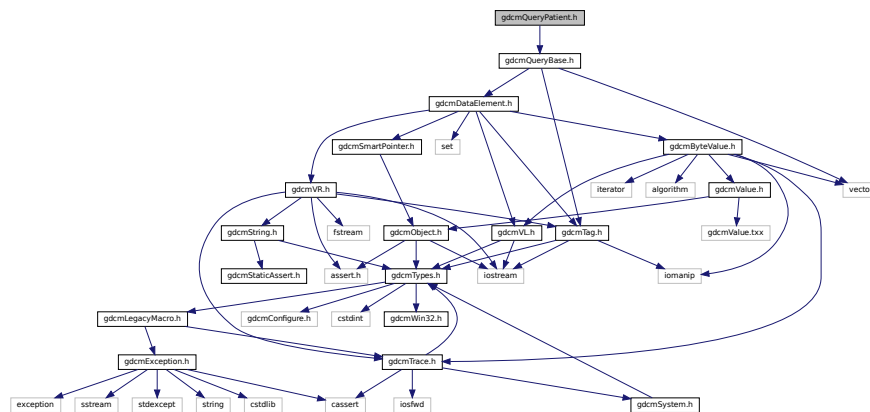 gdcmQueryPatient.h
gdcmQueryBase.h
gdcmDataElement.h
gdcmSmartPointer.h
set
gdcmByteValue.h
gdcmVR.h
iterator
algorithm
gdcmValue.h
vecto
gdcmString.h
fstream
gdcmObject.h
gdcmVL.h
gdcmTag.h
gdcmValue.txx
gdcmStaticAssert.h
assert.h
gdcmTypes.h
iostream
iomanip
gdcmLegacyMacro.h
gdcmConfigure.h
cstdint
gdcmWin32.h
gdcmException.h
gdcmTrace.h
exception
sstream
stdexcept
string
cstdlib
cassert
iosfwd
gdcmSystem.h